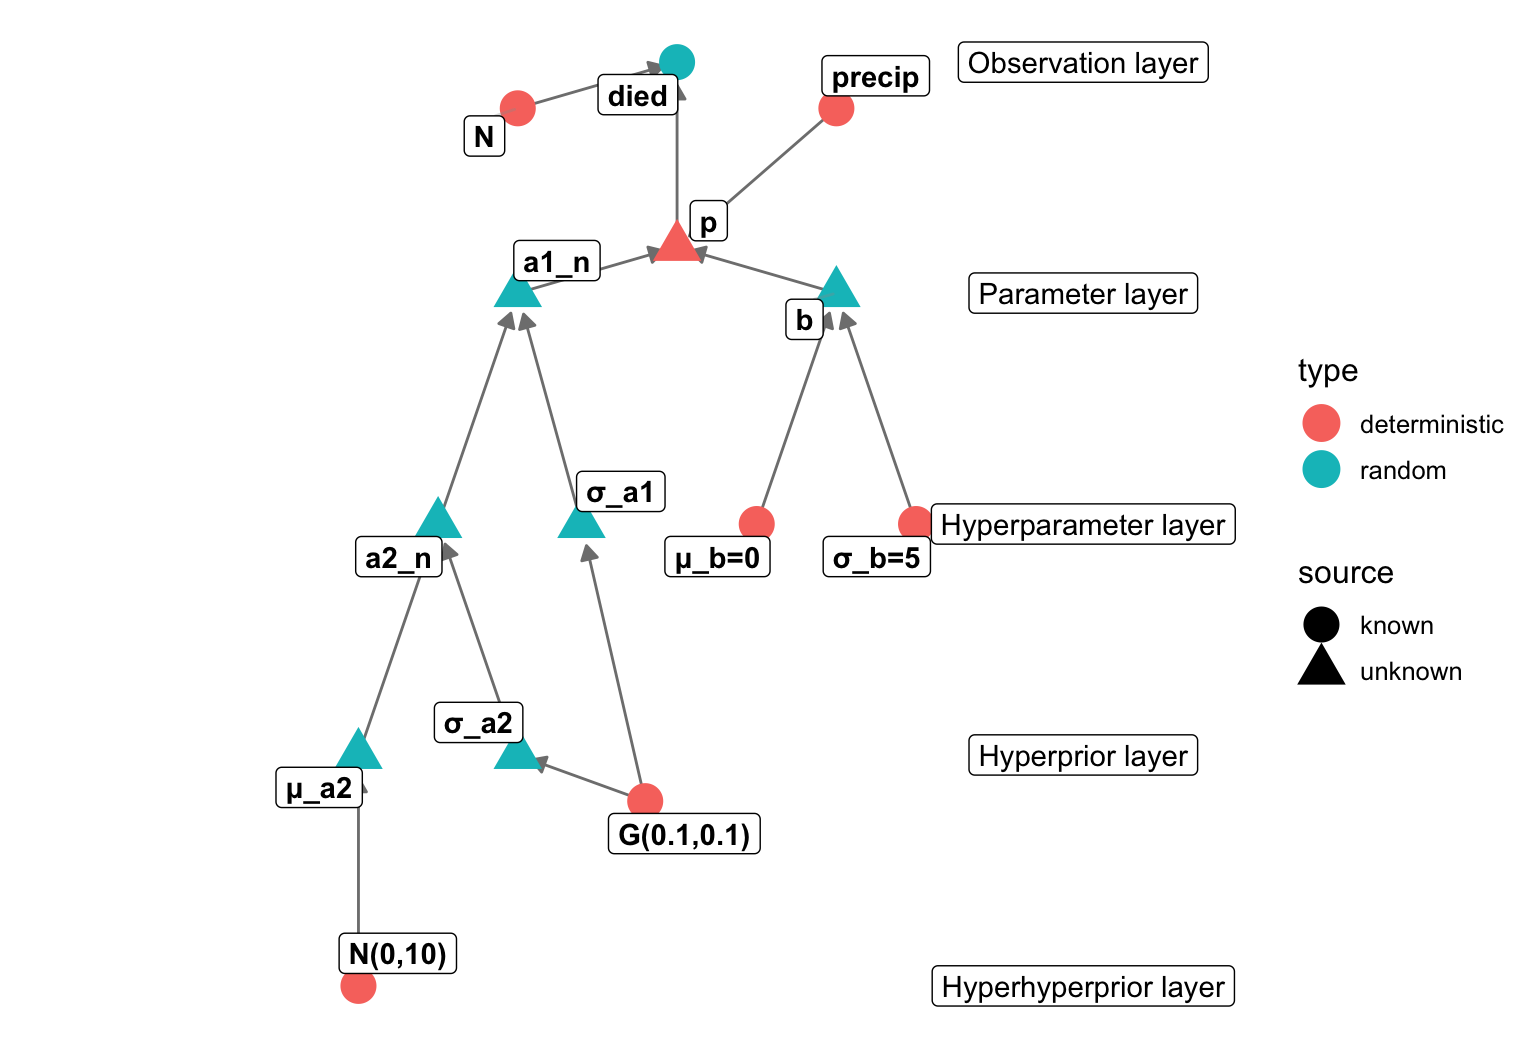 Observation layer
precip
died
N
p
a1_n
Parameter layer
b
type
deterministic
random
σ_a1
Hyperparameter layer
a2_n
μ_b=0
σ_b=5
source
known
unknown
σ_a2
Hyperprior layer
μ_a2
G(0.1,0.1)
N(0,10)
Hyperhyperprior layer